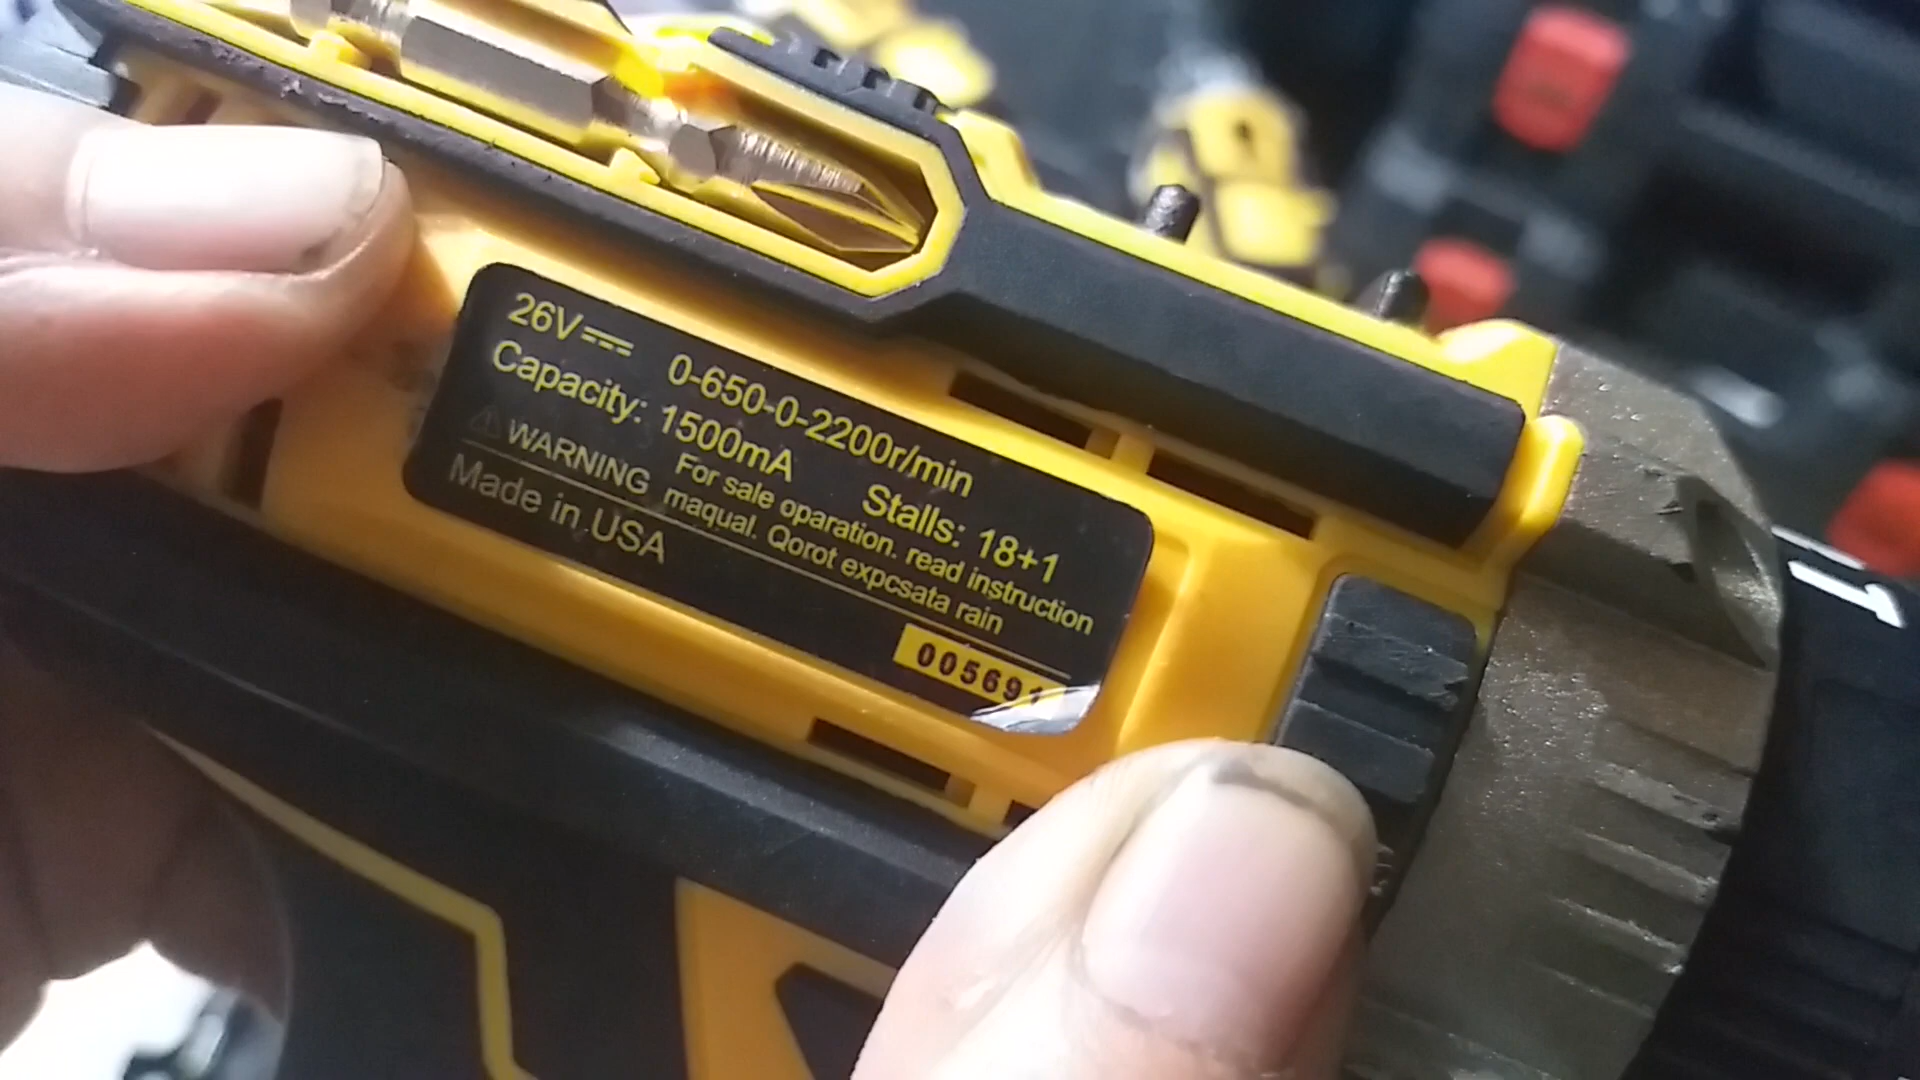 26V 0-650-0-2200r/min
Capacity: 1500mA Stalls: 18+1
WARNING For sale oparation. read instruction
maqual. Qorot expcsata rain
Made in USA
00569